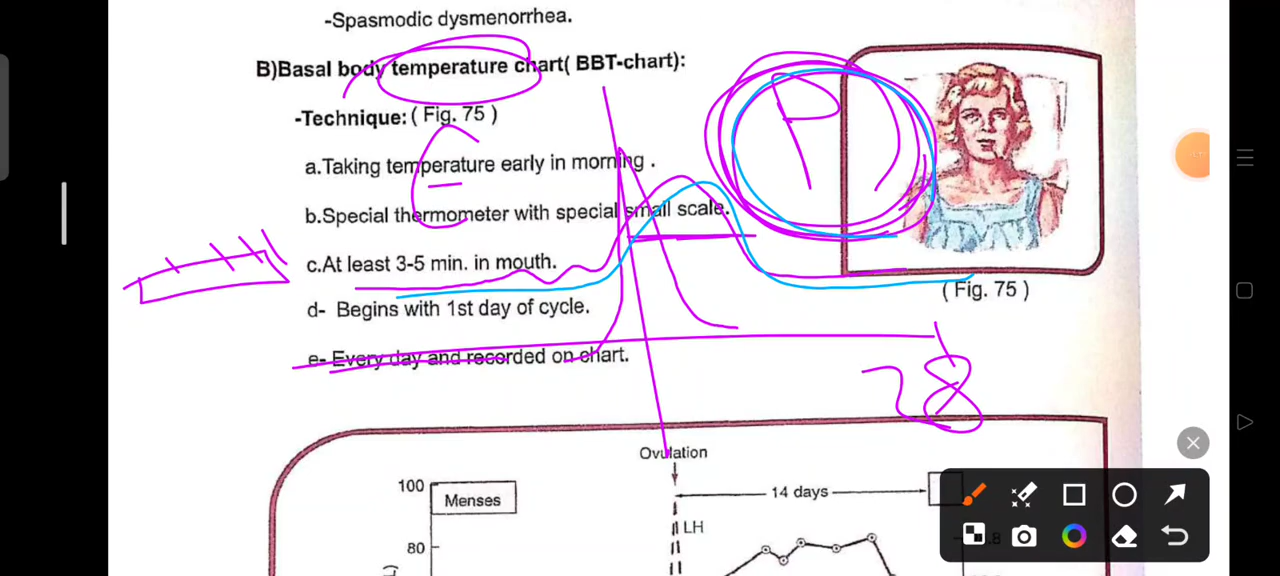 -Spasmodic dysmenorrhea.
B)Basal body temperature chart( BBT-chart):
-Technique: ( Fig. 75 )
a.Taking temperature early in morning .
b.Special thermometer with special small scale.
c.At least 3-5 min. in mouth.
d- Begins with 1st day of cycle.
e- Every day and recorded on chart.
( Fig. 75 )
P
28
Ovulation
100
Menses
14 days
LH
80